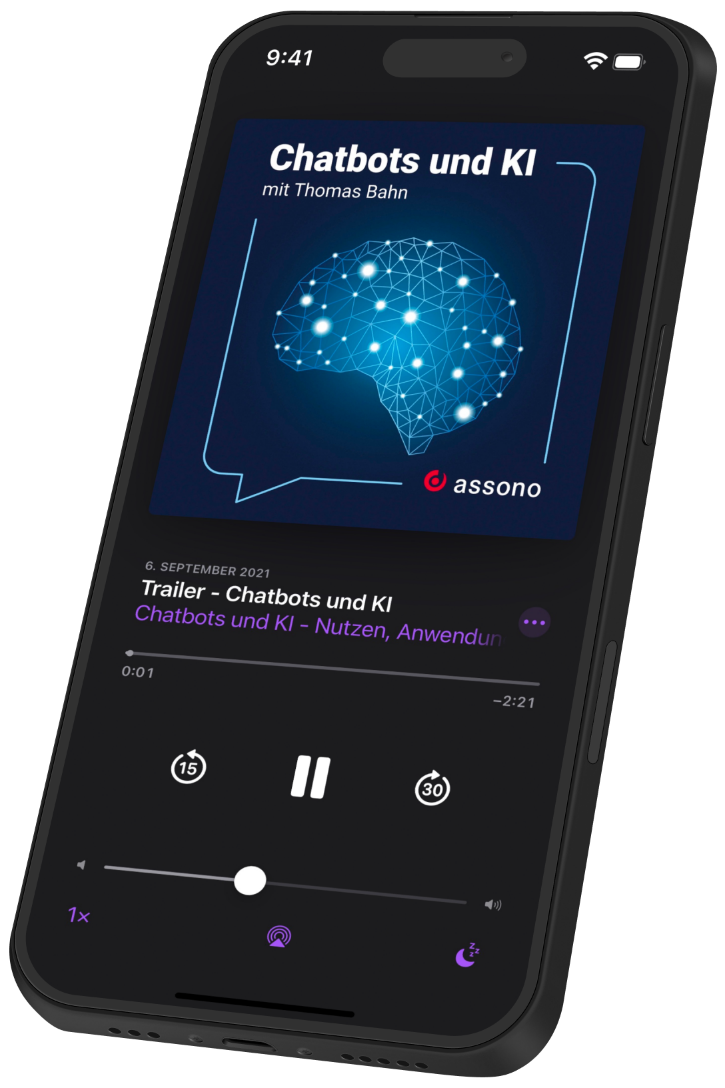 9:41
Chatbots und KI
mit Thomas Bahn
assono
6. SEPTEMBER 2021
Trailer - Chatbots und KI
Chatbots und KI - Nutzen, Anwendun
0:01
-2:21
15
30
1×
zzz